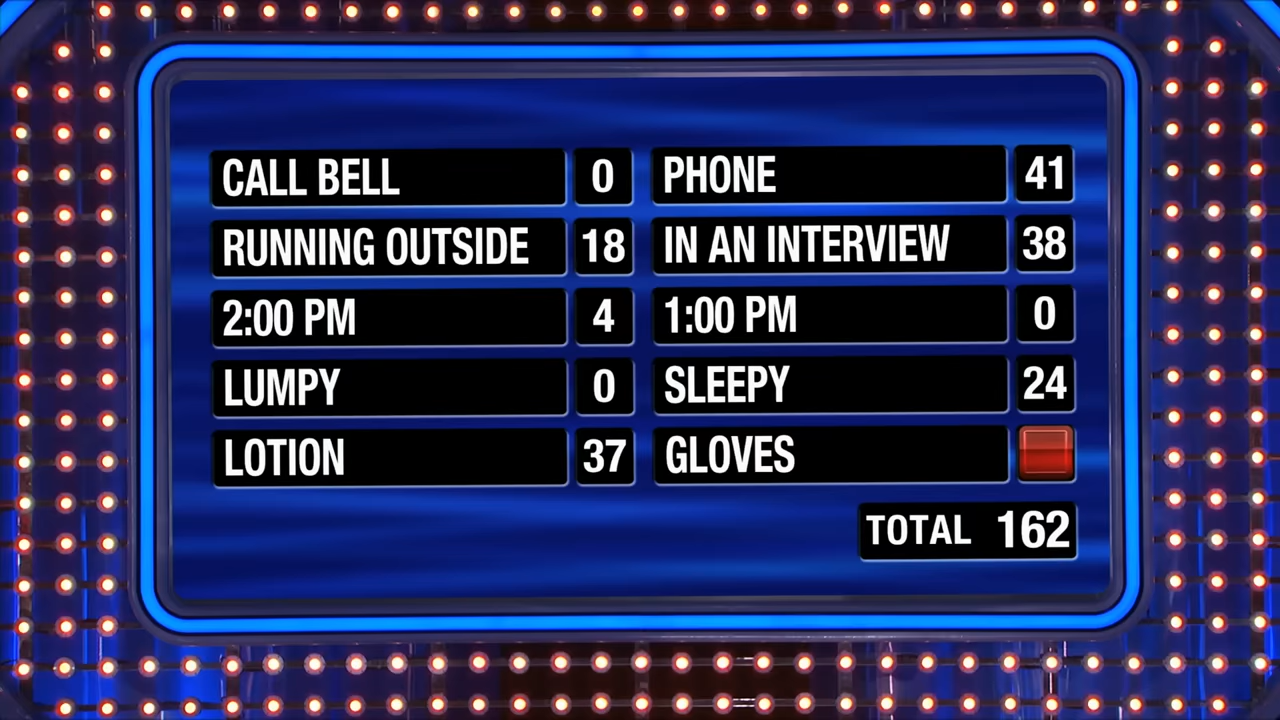 CALL BELL 0 PHONE 41
RUNNING OUTSIDE 18 IN AN INTERVIEW 38
2:00 PM 4 1:00 PM 0
LUMPY 0 SLEEPY 24
LOTION 37 GLOVES
TOTAL 162